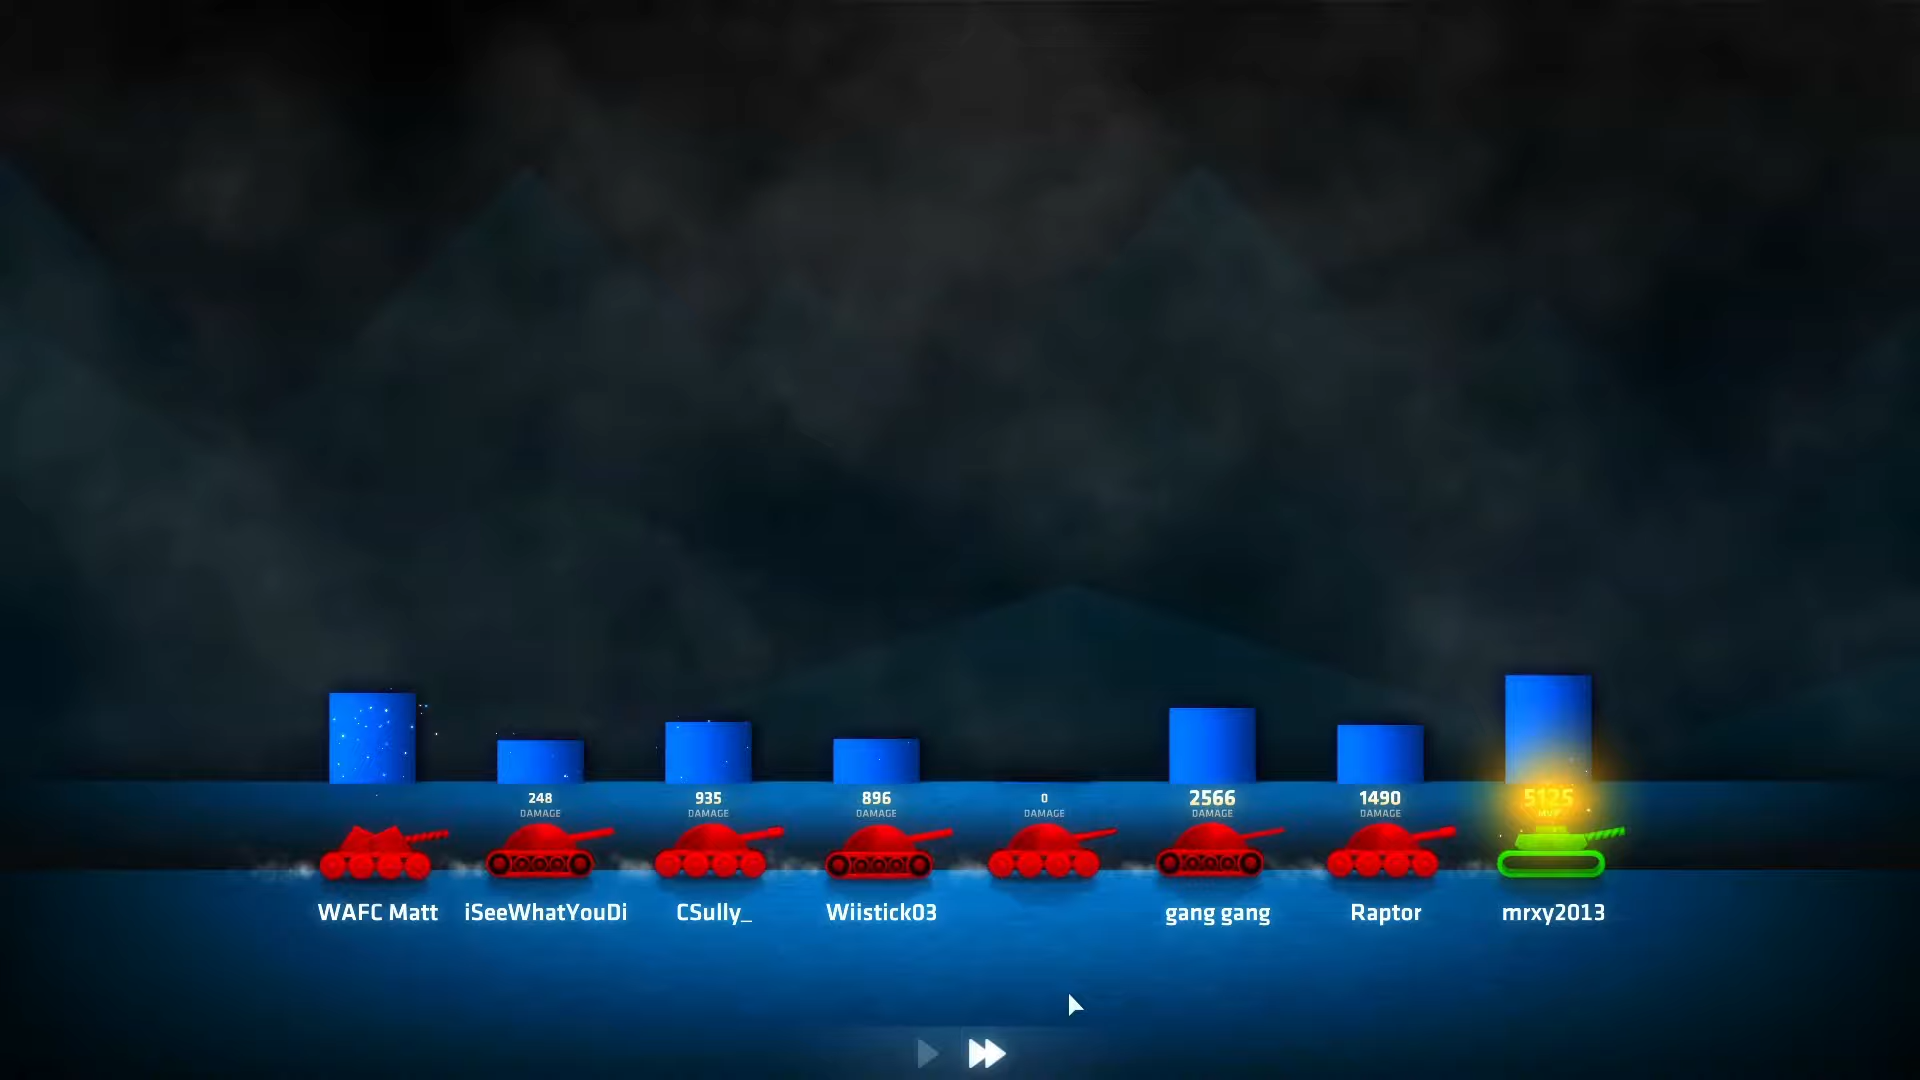 248
DAMAGE
935
DAMAGE
896
DAMAGE
0
DAMAGE
2566
DAMAGE
1490
DAMAGE
5125
MVP
WAFC Matt
iSeeWhatYouDi
CSully_
Wiistick03
gang gang
Raptor
mrxy2013